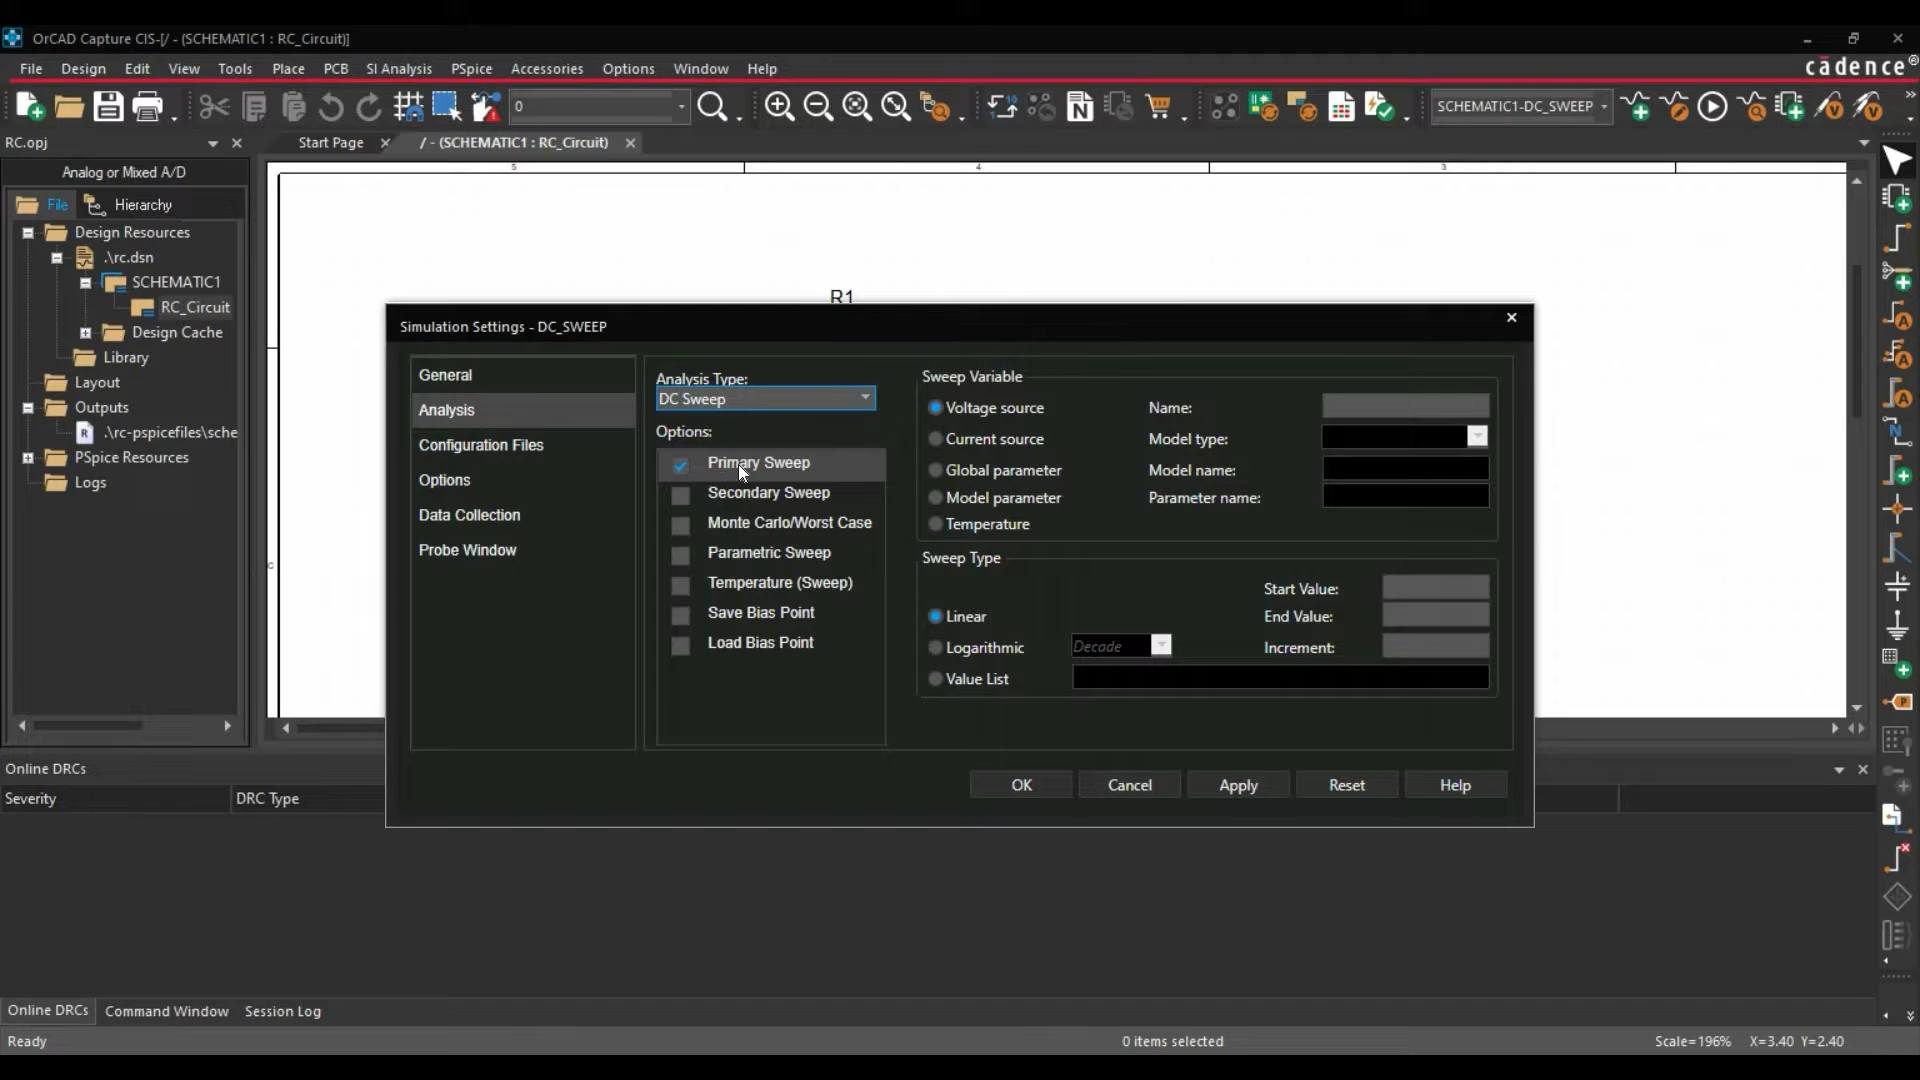 OrCAD Capture CIS-[/ - (SCHEMATIC1 : RC_Circuit)]
File Design Edit View Tools Place PCB SI Analysis PSpice Accessories Options Window Help
cādence®
0
SCHEMATIC1-DC_SWEEP
RC.opj
Start Page
/ - (SCHEMATIC1 : RC_Circuit)
Analog or Mixed A/D
File Hierarchy
Design Resources
.\rc.dsn
SCHEMATIC1
RC_Circuit
Design Cache
Library
Layout
Outputs
.\rc-pspicefiles\sche
PSpice Resources
Logs
5 4 3
C
R1
Simulation Settings - DC_SWEEP
General
Analysis
Configuration Files
Options
Data Collection
Probe Window
Analysis Type:
DC Sweep
Options:
Primary Sweep
Secondary Sweep
Monte Carlo/Worst Case
Parametric Sweep
Temperature (Sweep)
Save Bias Point
Load Bias Point
Sweep Variable
Voltage source Name:
Current source Model type:
Global parameter Model name:
Model parameter Parameter name:
Temperature
Sweep Type
Start Value:
Linear End Value:
Logarithmic Decade Increment:
Value List
OK Cancel Apply Reset Help
Online DRCs
Severity DRC Type
Online DRCs Command Window Session Log
Ready 0 items selected Scale=196% X=3.40 Y=2.40